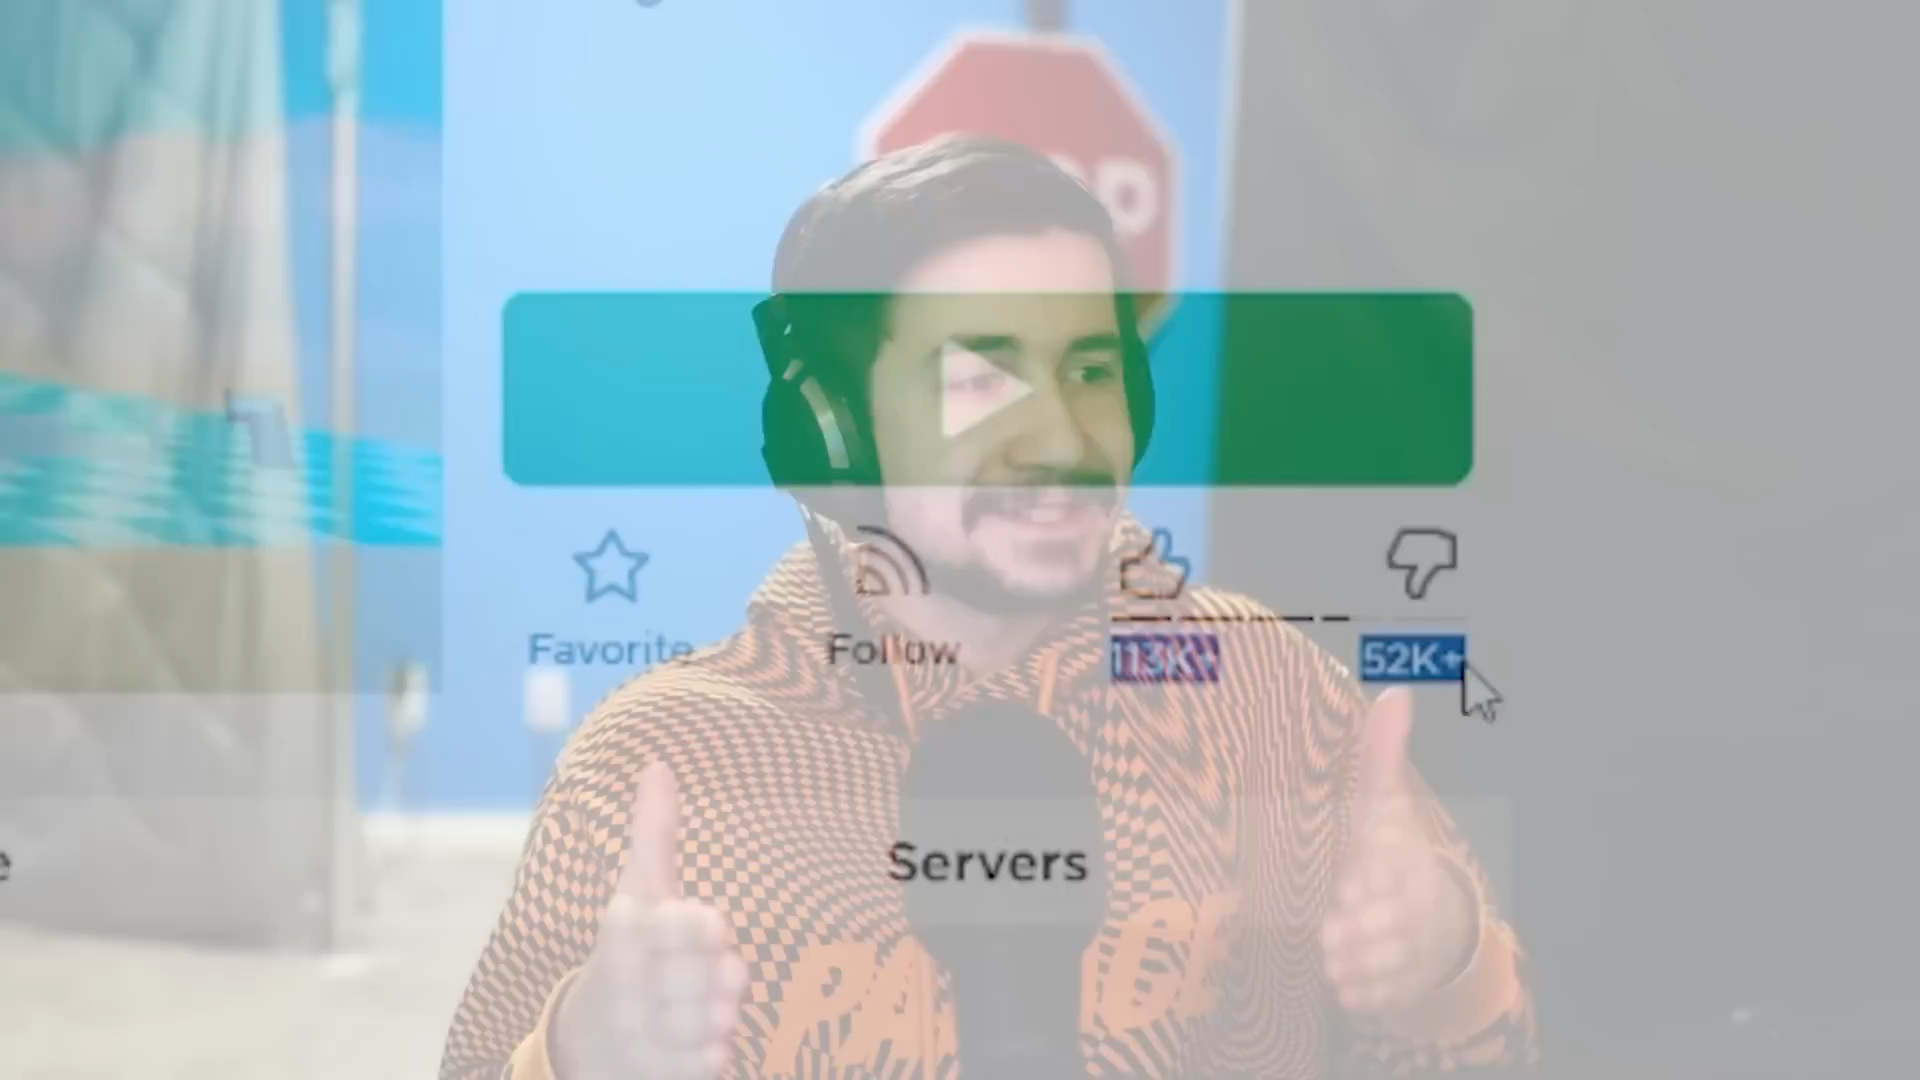 Favorite
Follow
113K+
52K+
e
Servers